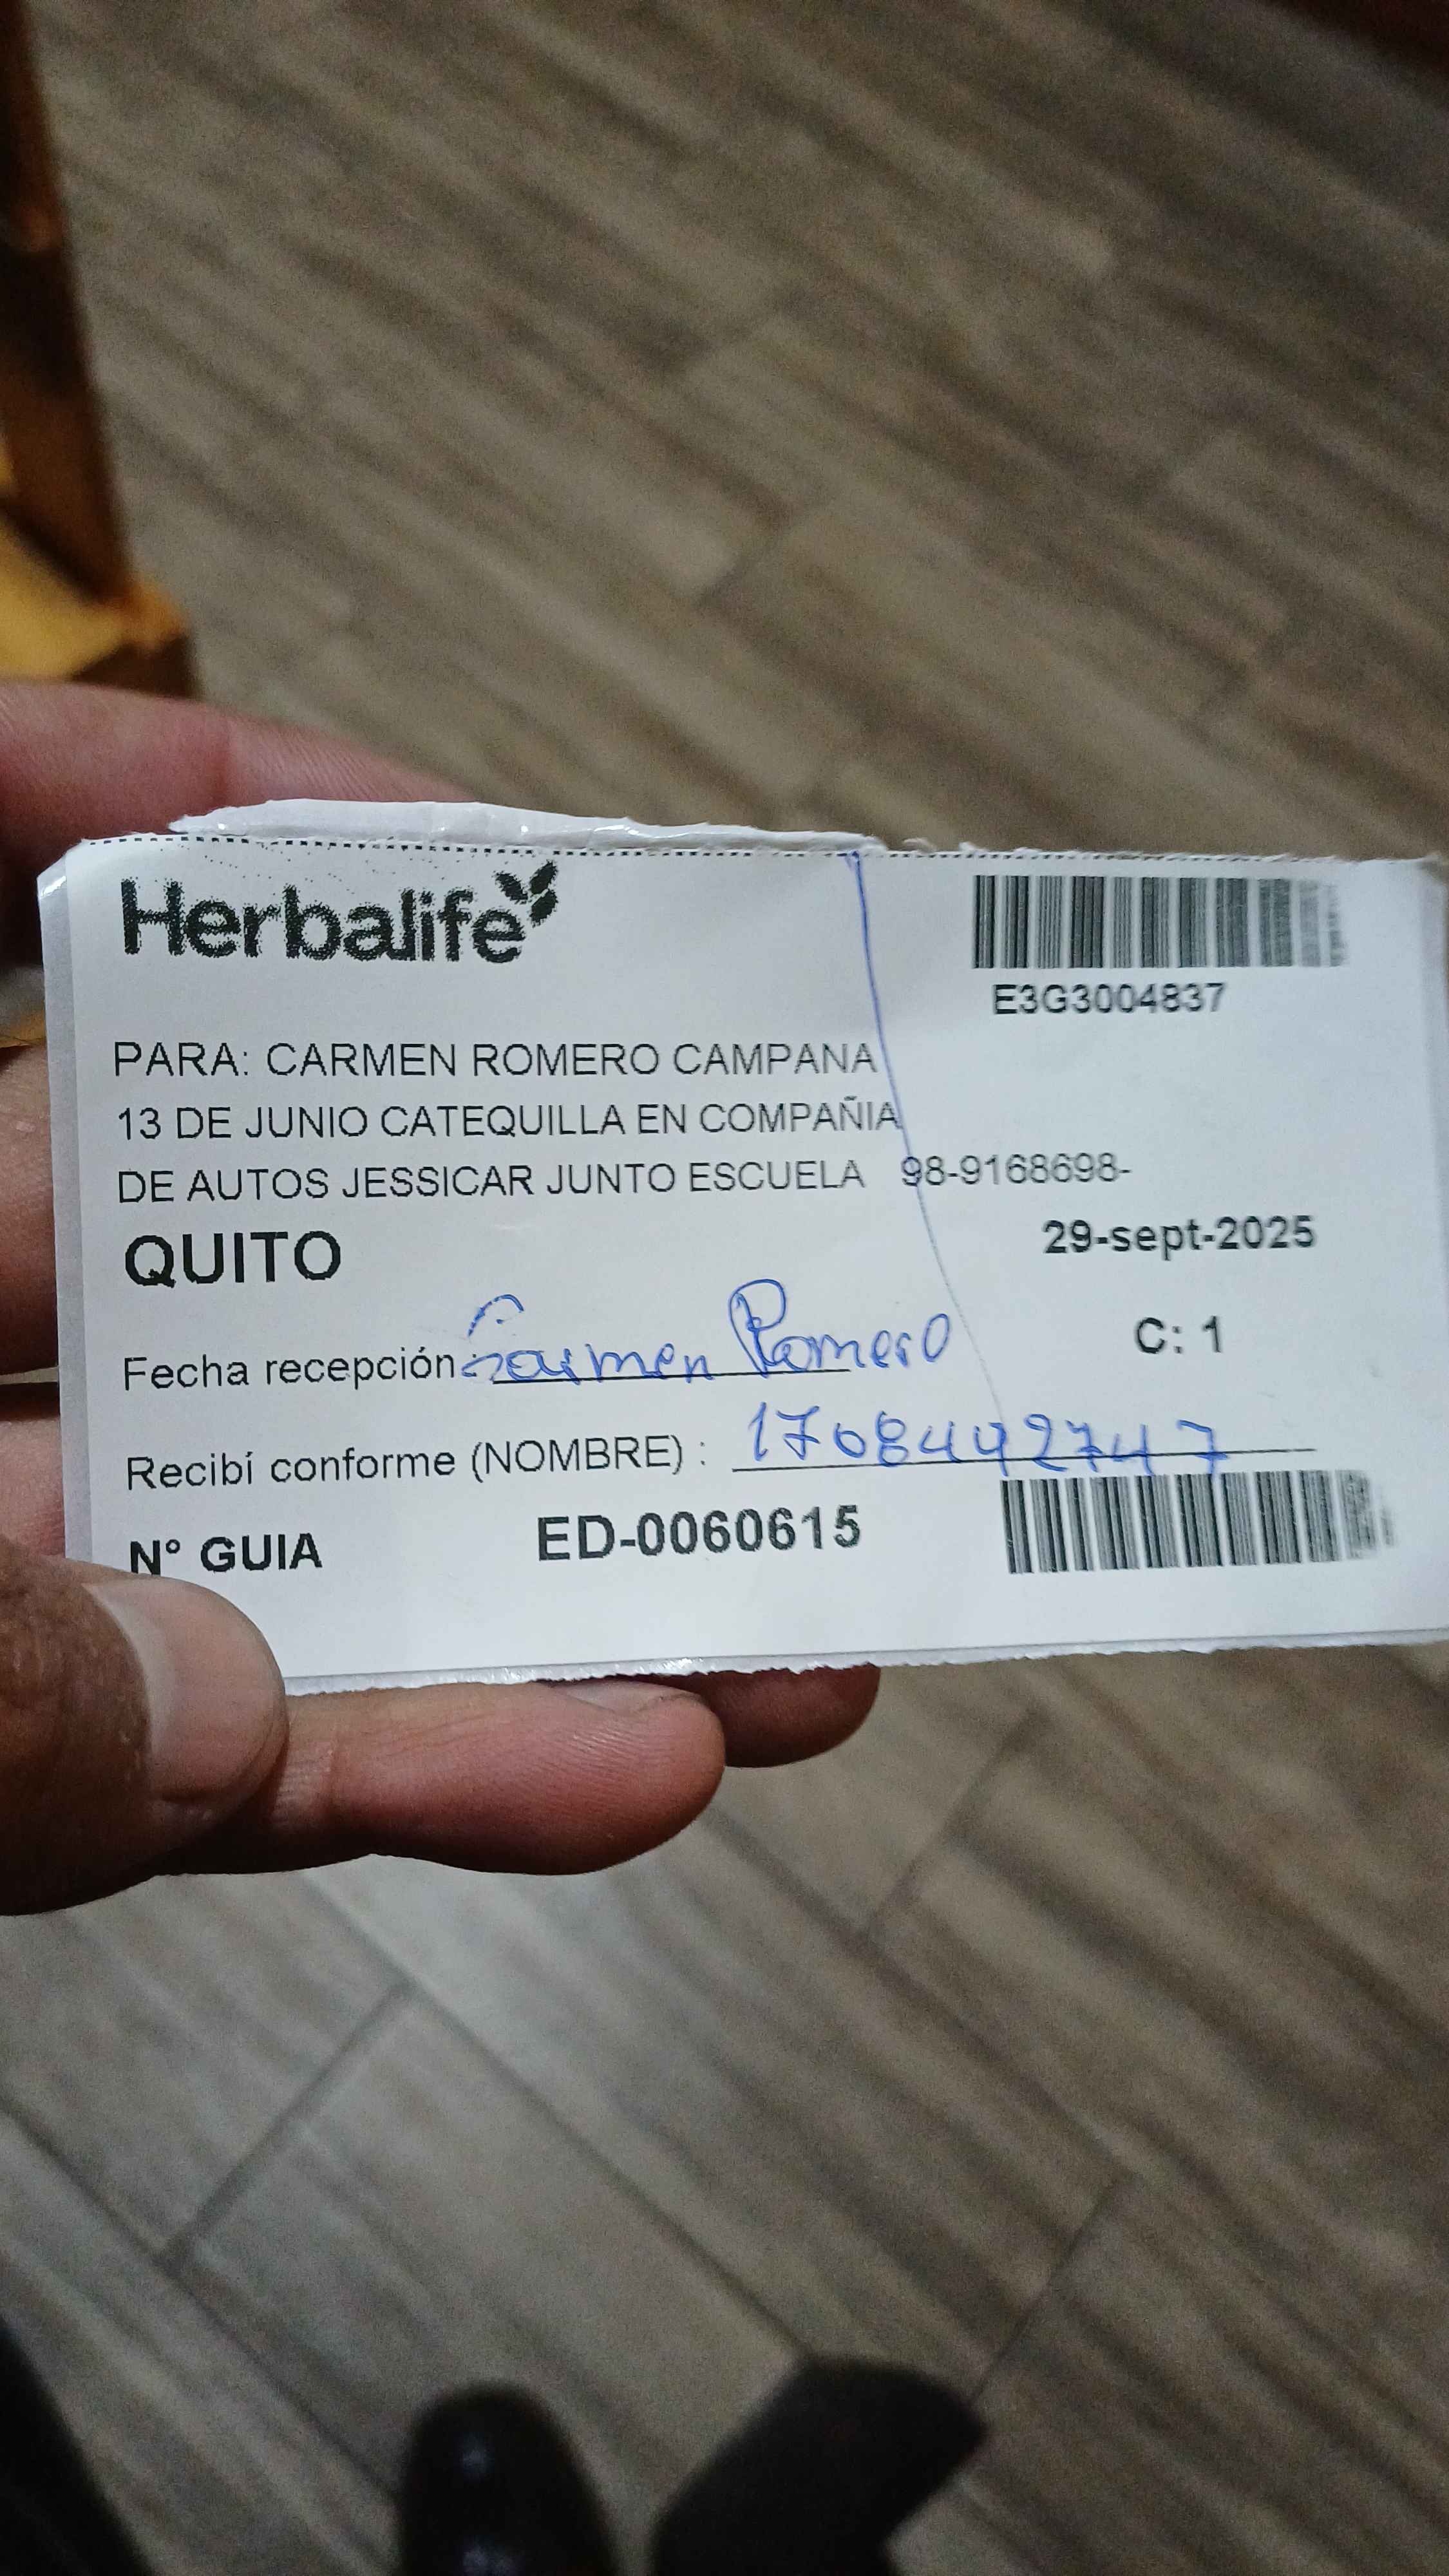 Herbalife
E3G3004837
PARA: CARMEN ROMERO CAMPANA
13 DE JUNIO CATEQUILLA EN COMPAÑIA
DE AUTOS JESSICAR JUNTO ESCUELA 98-9168698-
QUITO 29-sept-2025
Fecha recepción: Carmen Romero C: 1
Recibí conforme (NOMBRE) : 1708492747
N° GUIA ED-0060615